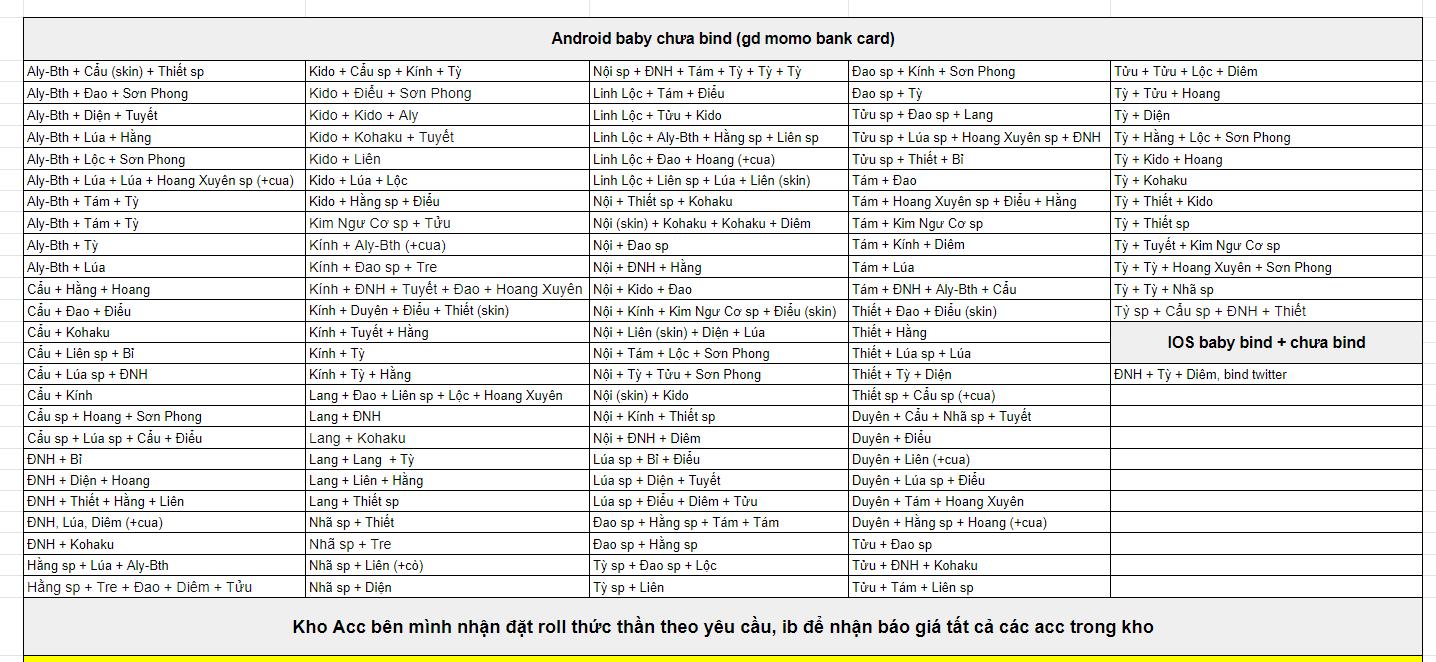 Android baby chưa bind (gd momo bank card)
Aly-Bth + Cẩu (skin) + Thiết sp
Kido + Cẩu sp + Kính + Tỳ
Nội sp + ĐNH + Tám + Tỳ + Tỳ + Tỳ
Đao sp + Kính + Sơn Phong
Tửu + Tửu + Lộc + Diêm
Aly-Bth + Đao + Sơn Phong
Kido + Điểu + Sơn Phong
Linh Lộc + Tám + Điểu
Đao sp + Tỳ
Tỳ + Tửu + Hoang
Aly-Bth + Diện + Tuyết
Kido + Kido + Aly
Linh Lộc + Tửu + Kido
Tửu sp + Đao sp + Lang
Tỳ + Diện
Aly-Bth + Lúa + Hằng
Kido + Kohaku + Tuyết
Linh Lộc + Aly-Bth + Hằng sp + Liên sp
Tửu sp + Lúa sp + Hoang Xuyên sp + ĐNH
Tỳ + Hằng + Lộc + Sơn Phong
Aly-Bth + Lộc + Sơn Phong
Kido + Liên
Linh Lộc + Đao + Hoang (+cua)
Tửu sp + Thiết + Bỉ
Tỳ + Kido + Hoang
Aly-Bth + Lúa + Lúa + Hoang Xuyên sp (+cua)
Kido + Lúa + Lộc
Linh Lộc + Liên sp + Lúa + Liên (skin)
Tám + Đao
Tỳ + Kohaku
Aly-Bth + Tám + Tỳ
Kido + Hằng sp + Điểu
Nội + Thiết sp + Kohaku
Tám + Hoang Xuyên sp + Điểu + Hằng
Tỳ + Thiết + Kido
Aly-Bth + Tám + Tỳ
Kim Ngư Cơ sp + Tửu
Nội (skin) + Kohaku + Kohaku + Diêm
Tám + Kim Ngư Cơ sp
Tỳ + Thiết sp
Aly-Bth + Tỳ
Kính + Aly-Bth (+cua)
Nội + Đao sp
Tám + Kính + Diêm
Tỳ + Tuyết + Kim Ngư Cơ sp
Aly-Bth + Lúa
Kính + Đao sp + Tre
Nội + ĐNH + Hằng
Tám + Lúa
Tỳ + Tỳ + Hoang Xuyên + Sơn Phong
Cẩu + Hằng + Hoang
Kính + ĐNH + Tuyết + Đao + Hoang Xuyên
Nội + Kido + Đao
Tám + ĐNH + Aly-Bth + Cẩu
Tỳ + Tỳ + Nhã sp
Cẩu + Đao + Điểu
Kính + Duyên + Điểu + Thiết (skin)
Nội + Kính + Kim Ngư Cơ sp + Điểu (skin)
Thiết + Đao + Điểu (skin)
Tỳ sp + Cẩu sp + ĐNH + Thiết
Cẩu + Kohaku
Kính + Tuyết + Hằng
Nội + Liên (skin) + Diện + Lúa
Thiết + Hằng
IOS baby bind + chưa bind
Cẩu + Liên sp + Bỉ
Kính + Tỳ
Nội + Tám + Lộc + Sơn Phong
Thiết + Lúa sp + Lúa
Cẩu + Lúa sp + ĐNH
Kính + Tỳ + Hằng
Nội + Tỳ + Tửu + Sơn Phong
Thiết + Tỳ + Diện
ĐNH + Tỳ + Diêm, bind twitter
Cẩu + Kính
Lang + Đao + Liên sp + Lộc + Hoang Xuyên
Nội (skin) + Kido
Thiết sp + Cẩu sp (+cua)
Cẩu sp + Hoang + Sơn Phong
Lang + ĐNH
Nội + Kính + Thiết sp
Duyên + Cẩu + Nhã sp + Tuyết
Cẩu sp + Lúa sp + Cẩu + Điểu
Lang + Kohaku
Nội + ĐNH + Diêm
Duyên + Điểu
ĐNH + Bỉ
Lang + Lang + Tỳ
Lúa sp + Bỉ + Điểu
Duyên + Liên (+cua)
ĐNH + Diện + Hoang
Lang + Liên + Hằng
Lúa sp + Diện + Tuyết
Duyên + Lúa sp + Điểu
ĐNH + Thiết + Hằng + Liên
Lang + Thiết sp
Lúa sp + Điểu + Diêm + Tửu
Duyên + Tám + Hoang Xuyên
ĐNH, Lúa, Diêm (+cua)
Nhã sp + Thiết
Đao sp + Hằng sp + Tám + Tám
Duyên + Hằng sp + Hoang (+cua)
ĐNH + Kohaku
Nhã sp + Tre
Đao sp + Hằng sp
Tửu + Đao sp
Hằng sp + Lúa + Aly-Bth
Nhã sp + Liên (+cò)
Tỳ sp + Đao sp + Lộc
Tửu + ĐNH + Kohaku
Hằng sp + Tre + Đao + Diêm + Tửu
Nhã sp + Diện
Tỳ sp + Liên
Tửu + Tám + Liên sp
Kho Acc bên mình nhận đặt roll thức thần theo yêu cầu, ib để nhận báo giá tất cả các acc trong kho